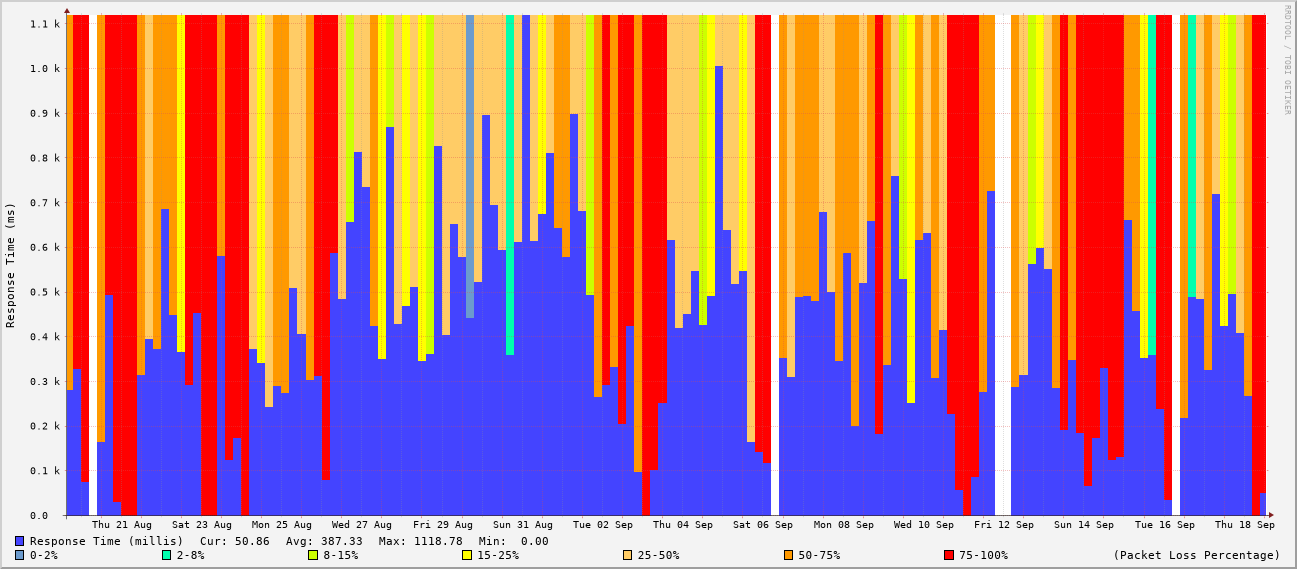 RRDTOOL / TOBI OETIKER
Response Time (ms)
1.1 k
1.0 k
0.9 k
0.8 k
0.7 k
0.6 k
0.5 k
0.4 k
0.3 k
0.2 k
0.1 k
0.0
Thu 21 Aug Sat 23 Aug Mon 25 Aug Wed 27 Aug Fri 29 Aug Sun 31 Aug Tue 02 Sep Thu 04 Sep Sat 06 Sep Mon 08 Sep Wed 10 Sep Fri 12 Sep Sun 14 Sep Tue 16 Sep Thu 18 Sep
Response Time (millis) Cur: 50.86 Avg: 387.33 Max: 1118.78 Min: 0.00
0-2% 2-8% 8-15% 15-25% 25-50% 50-75% 75-100% (Packet Loss Percentage)